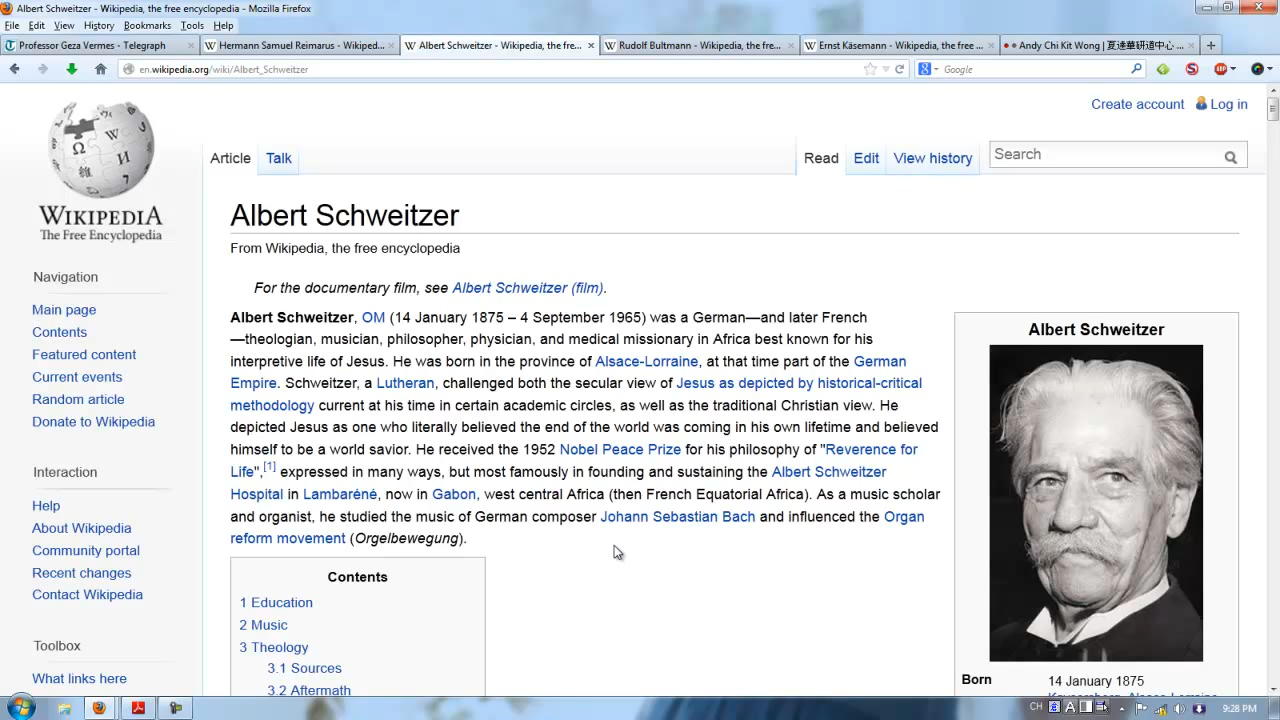 Albert Schweitzer - Wikipedia, the free encyclopedia - Mozilla Firefox
File Edit View History Bookmarks Tools Help
Professor Geza Vermes - Telegraph
Hermann Samuel Reimarus - Wikiped...
Albert Schweitzer - Wikipedia, the fre...
Rudolf Bultmann - Wikipedia, the fre...
Ernst Käsemann - Wikipedia, the free ...
Andy Chi Kit Wong | 夏達華研道中心 ...
en.wikipedia.org/wiki/Albert_Schweitzer
Google
Create account Log in
Article Talk Read Edit View history Search
WIKIPEDIA
The Free Encyclopedia
Navigation
Main page
Contents
Featured content
Current events
Random article
Donate to Wikipedia
Interaction
Help
About Wikipedia
Community portal
Recent changes
Contact Wikipedia
Toolbox
What links here
Albert Schweitzer
From Wikipedia, the free encyclopedia
For the documentary film, see Albert Schweitzer (film).
Albert Schweitzer, OM (14 January 1875 – 4 September 1965) was a German—and later French
—theologian, musician, philosopher, physician, and medical missionary in Africa best known for his
interpretive life of Jesus. He was born in the province of Alsace-Lorraine, at that time part of the German
Empire. Schweitzer, a Lutheran, challenged both the secular view of Jesus as depicted by historical-critical
methodology current at his time in certain academic circles, as well as the traditional Christian view. He
depicted Jesus as one who literally believed the end of the world was coming in his own lifetime and believed
himself to be a world savior. He received the 1952 Nobel Peace Prize for his philosophy of "Reverence for
Life",[1] expressed in many ways, but most famously in founding and sustaining the Albert Schweitzer
Hospital in Lambaréné, now in Gabon, west central Africa (then French Equatorial Africa). As a music scholar
and organist, he studied the music of German composer Johann Sebastian Bach and influenced the Organ
reform movement (Orgelbewegung).
Contents
1 Education
2 Music
3 Theology
3.1 Sources
3.2 Aftermath
Albert Schweitzer
Born 14 January 1875
CH
9:28 PM